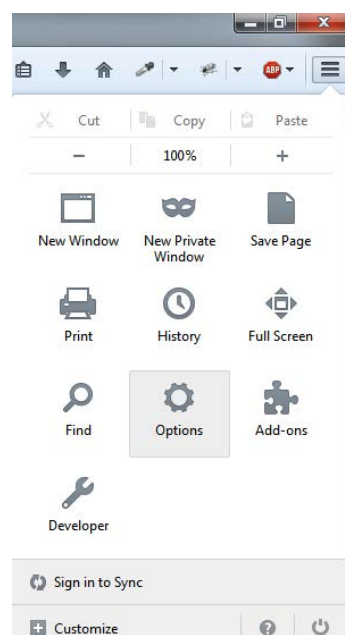 ABP
Cut Copy Paste
– 100% +
New Window New Private Window Save Page
Print History Full Screen
Find Options Add-ons
Developer
Sign in to Sync
Customize